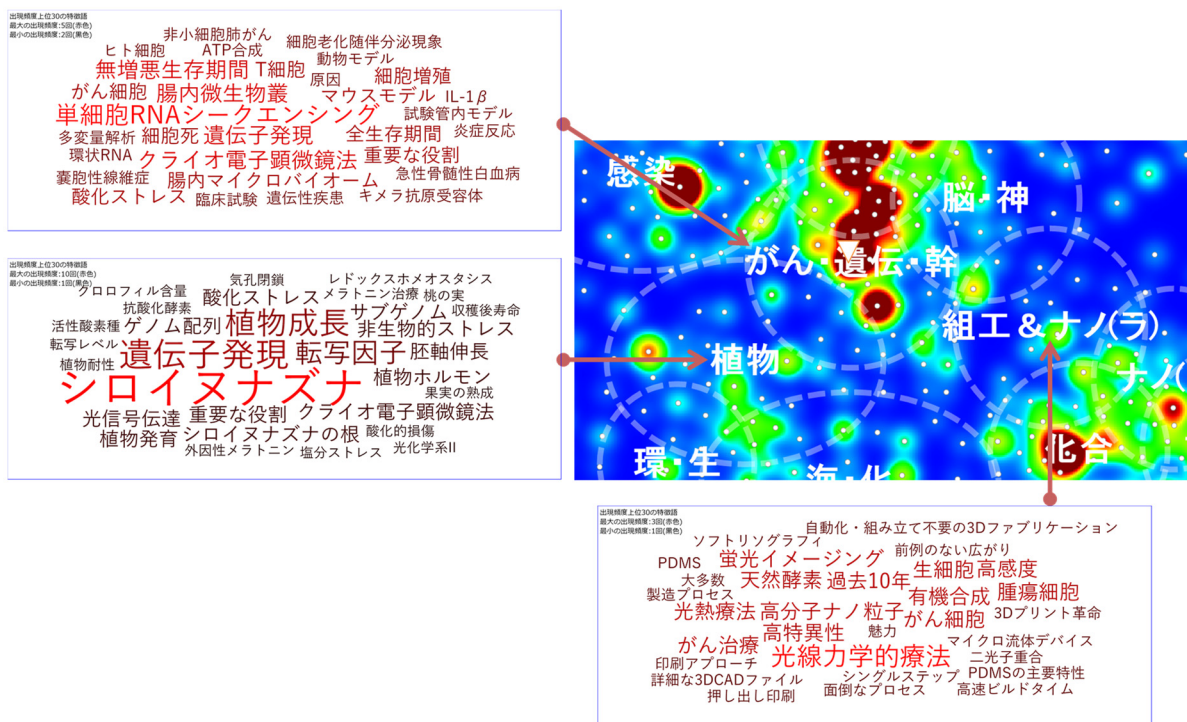 出現頻度上位30の特徴語
最大の出現頻度:5回(赤色)
最小の出現頻度:2回(黒色)
非小細胞肺がん
ヒト細胞 ATP合成 細胞老化随伴分泌現象
動物モデル
無増悪生存期間 T細胞 原因 細胞増殖
がん細胞 腸内微生物叢 マウスモデル IL-1β
単細胞RNAシークエンシング 試験管内モデル
多変量解析 細胞死 遺伝子発現 全生存期間 炎症反応
環状RNA クライオ電子顕微鏡法 重要な役割
嚢胞性線維症 腸内マイクロバイオーム 急性骨髄性白血病
酸化ストレス 臨床試験 遺伝性疾患 キメラ抗原受容体
出現頻度上位30の特徴語
最大の出現頻度:10回(赤色)
最小の出現頻度:1回(黒色)
気孔閉鎖 レドックスホメオスタシス
クロロフィル含量 酸化ストレス メラトニン治療 桃の実
抗酸化酵素 植物成長 サブゲノム 収穫後寿命
活性酸素種 ゲノム配列 非生物的ストレス
転写レベル 遺伝子発現 転写因子 胚軸伸長
植物耐性
シロイヌナズナ 植物ホルモン
果実の熟成
光信号伝達 重要な役割 クライオ電子顕微鏡法
植物発育 シロイヌナズナの根 酸化的損傷
外因性メラトニン 塩分ストレス 光化学系II
感染
脳・神
がん・遺伝・幹
組工&ナノ(ラ)
植物
ナノ(
化合
環・生
海・化
出現頻度上位30の特徴語
最大の出現頻度:3回(赤色)
最小の出現頻度:1回(黒色)
自動化・組み立て不要の3Dファブリケーション
ソフトリソグラフィ
PDMS 蛍光イメージング 前例のない広がり
大多数 天然酵素 過去10年 生細胞 高感度
製造プロセス 有機合成 腫瘍細胞
光熱療法 高分子ナノ粒子 がん細胞 3Dプリント革命
がん治療 高特異性 魅力 マイクロ流体デバイス
印刷アプローチ 光線力学的療法 二光子重合
詳細な3DCADファイル シングルステップ PDMSの主要特性
押し出し印刷 面倒なプロセス 高速ビルドタイム